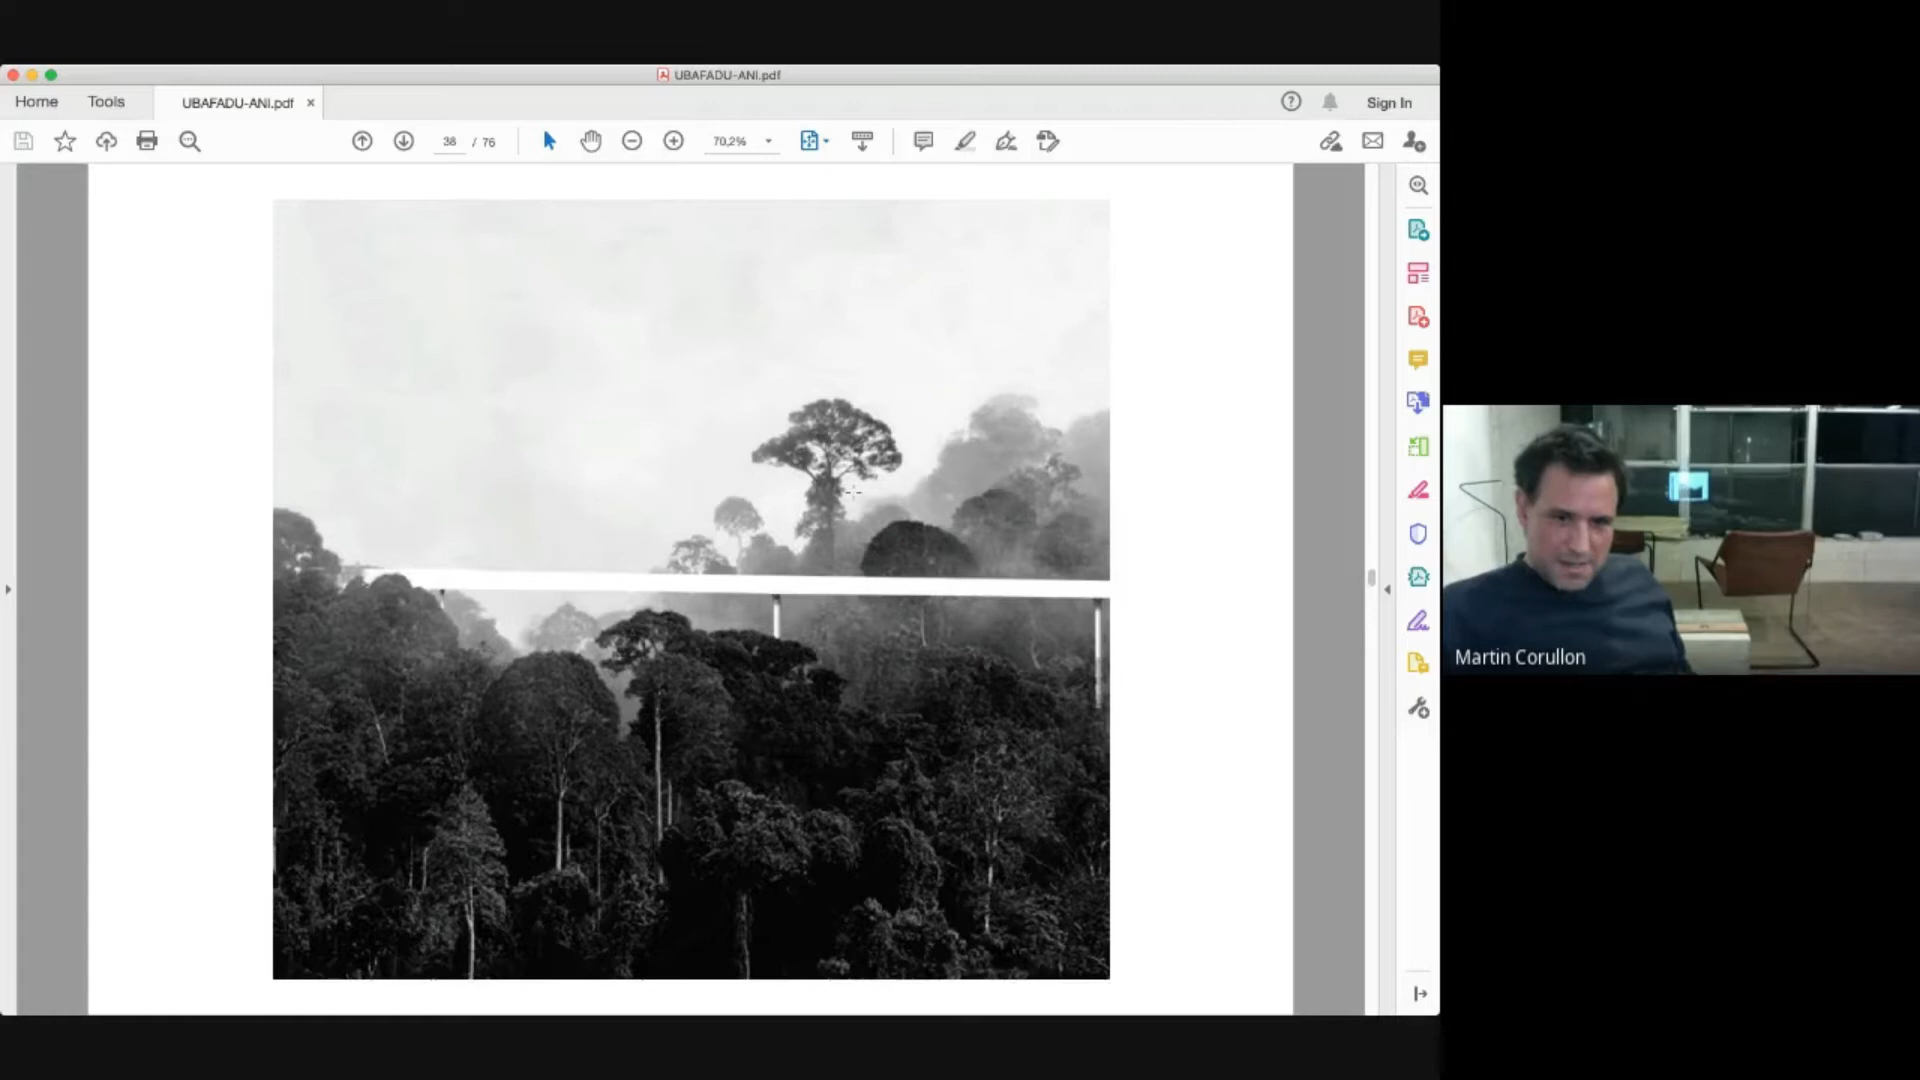 UBAFADU-ANI.pdf
Home
Tools
UBAFADU-ANI.pdf
Sign In
38 / 76
70,2%
Martin Corullon